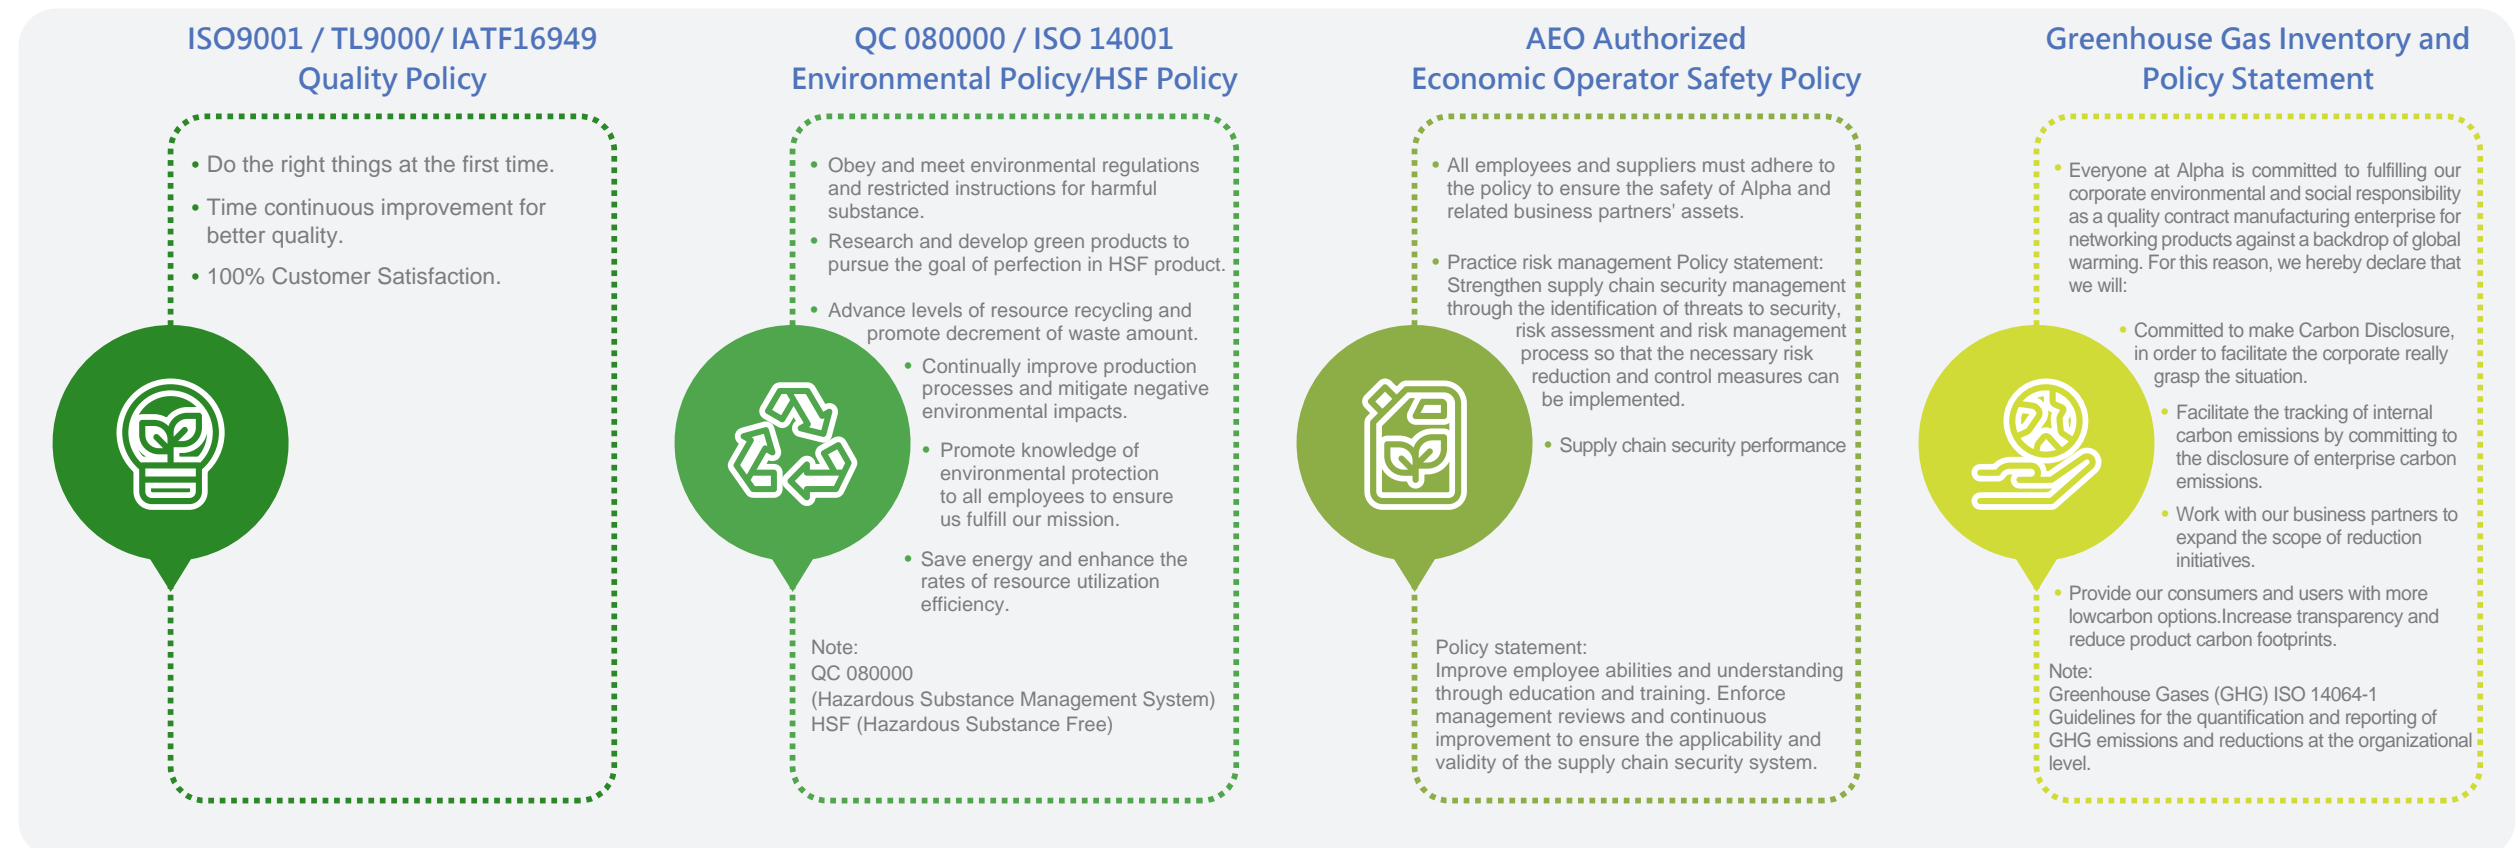 ISO9001 / TL9000/ IATF16949
Quality Policy
• Do the right things at the first time.
• Time continuous improvement for
better quality.
• 100% Customer Satisfaction.
QC 080000 / ISO 14001
Environmental Policy/HSF Policy
• Obey and meet environmental regulations
and restricted instructions for harmful
substance.
• Research and develop green products to
pursue the goal of perfection in HSF product.
• Advance levels of resource recycling and
promote decrement of waste amount.
• Continually improve production
processes and mitigate negative
environmental impacts.
• Promote knowledge of
environmental protection
to all employees to ensure
us fulfill our mission.
• Save energy and enhance the
rates of resource utilization
efficiency.
Note:
QC 080000
(Hazardous Substance Management System)
HSF (Hazardous Substance Free)
AEO Authorized
Economic Operator Safety Policy
• All employees and suppliers must adhere to
the policy to ensure the safety of Alpha and
related business partners' assets.
• Practice risk management Policy statement:
Strengthen supply chain security management
through the identification of threats to security,
risk assessment and risk management
process so that the necessary risk
reduction and control measures can
be implemented.
• Supply chain security performance
Policy statement:
Improve employee abilities and understanding
through education and training. Enforce
management reviews and continuous
improvement to ensure the applicability and
validity of the supply chain security system.
Greenhouse Gas Inventory and
Policy Statement
• Everyone at Alpha is committed to fulfilling our
corporate environmental and social responsibility
as a quality contract manufacturing enterprise for
networking products against a backdrop of global
warming. For this reason, we hereby declare that
we will:
• Committed to make Carbon Disclosure,
in order to facilitate the corporate really
grasp the situation.
• Facilitate the tracking of internal
carbon emissions by committing to
the disclosure of enterprise carbon
emissions.
• Work with our business partners to
expand the scope of reduction
initiatives.
• Provide our consumers and users with more
lowcarbon options.Increase transparency and
reduce product carbon footprints.
Note:
Greenhouse Gases (GHG) ISO 14064-1
Guidelines for the quantification and reporting of
GHG emissions and reductions at the organizational
level.